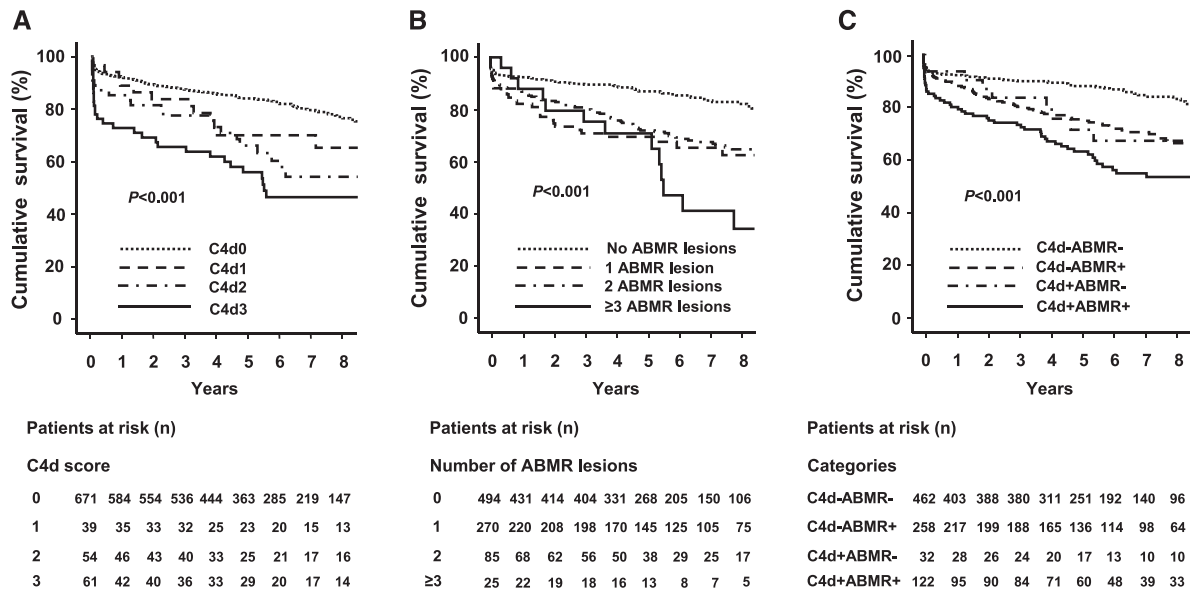 A
Cumulative survival (%)
100
80
60
40
20
0
P<0.001
C4d0
C4d1
C4d2
C4d3
0 1 2 3 4 5 6 7 8
Years
Patients at risk (n)
C4d score
0 671 584 554 536 444 363 285 219 147
1 39 35 33 32 25 23 20 15 13
2 54 46 43 40 33 25 21 17 16
3 61 42 40 36 33 29 20 17 14
B
Cumulative survival (%)
100
80
60
40
20
0
P<0.001
No ABMR lesions
1 ABMR lesion
2 ABMR lesions
≥3 ABMR lesions
0 1 2 3 4 5 6 7 8
Years
Patients at risk (n)
Number of ABMR lesions
0 494 431 414 404 331 268 205 150 106
1 270 220 208 198 170 145 125 105 75
2 85 68 62 56 50 38 29 25 17
≥3 25 22 19 18 16 13 8 7 5
C
Cumulative survival (%)
100
80
60
40
20
0
P<0.001
C4d-ABMR-
C4d-ABMR+
C4d+ABMR-
C4d+ABMR+
0 1 2 3 4 5 6 7 8
Years
Patients at risk (n)
Categories
C4d-ABMR- 462 403 388 380 311 251 192 140 96
C4d-ABMR+ 258 217 199 188 165 136 114 98 64
C4d+ABMR- 32 28 26 24 20 17 13 10 10
C4d+ABMR+ 122 95 90 84 71 60 48 39 33